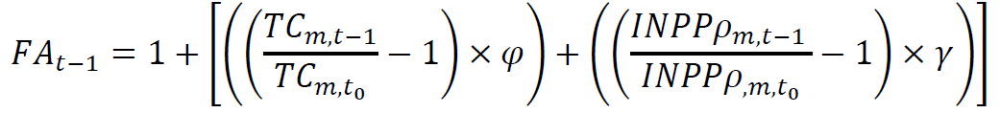 FA_{t-1} = 1 + [((TC_{m,t-1}/TC_{m,t_0} - 1) × φ) + ((INPPρ_{m,t-1}/INPPρ_{,m,t_0} - 1) × γ)]